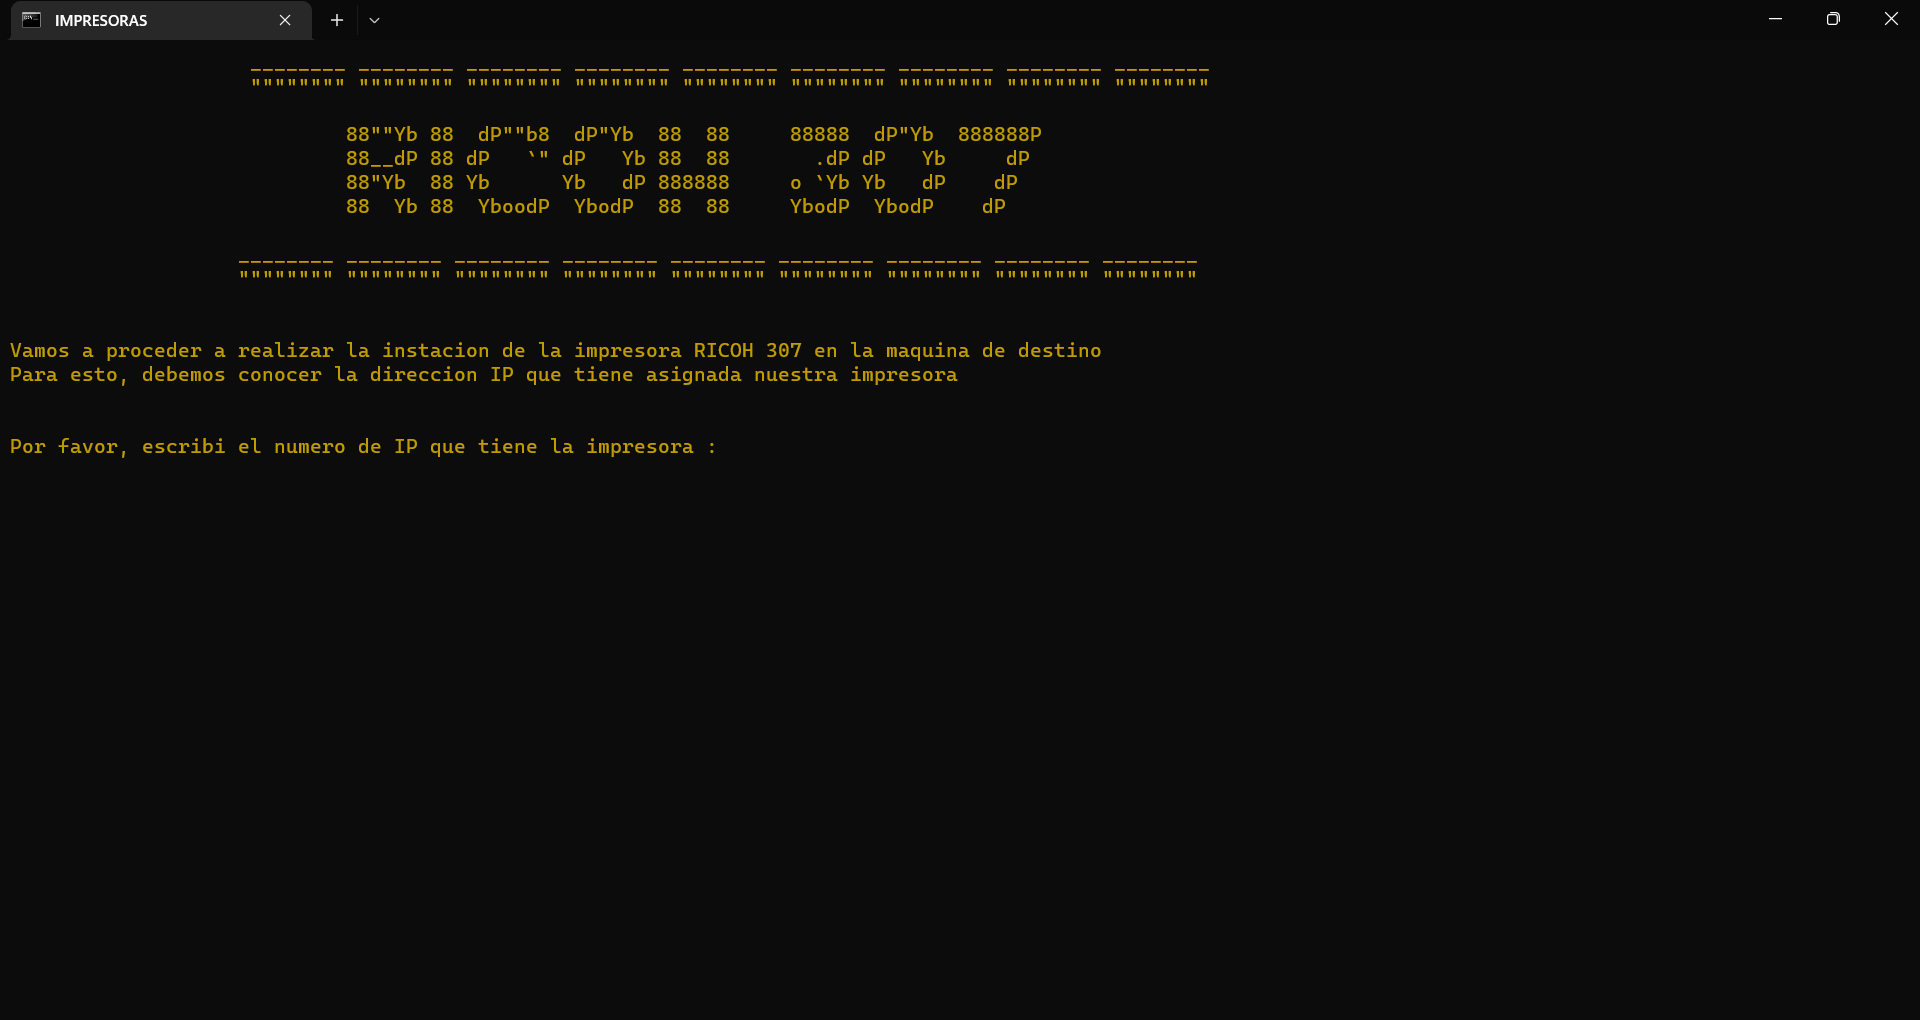 IMPRESORAS
________ ________ ________ ________ ________ ________ ________ ________ ________
"""""""" """""""" """""""" """""""" """""""" """""""" """""""" """""""" """"""""
88""Yb 88  dP""b8  dP"Yb  88  88     88888  dP"Yb  888888P
88__dP 88 dP   `" dP   Yb 88  88       .dP dP   Yb     dP
88"Yb  88 Yb      Yb   dP 888888     o `Yb Yb   dP    dP
88  Yb 88  YboodP  YbodP  88  88     YbodP  YbodP    dP
________ ________ ________ ________ ________ ________ ________ ________ ________
"""""""" """""""" """""""" """""""" """""""" """""""" """""""" """""""" """"""""
Vamos a proceder a realizar la instacion de la impresora RICOH 307 en la maquina de destino
Para esto, debemos conocer la direccion IP que tiene asignada nuestra impresora
Por favor, escribi el numero de IP que tiene la impresora :